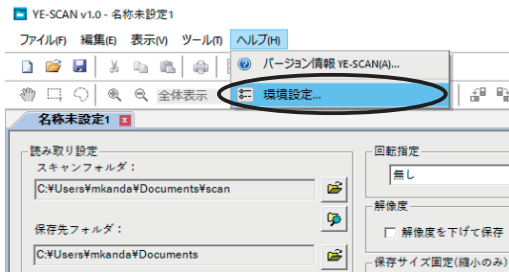 YE-SCAN v1.0 - 名称未設定1
ファイル(F) 編集(E) 表示(V) ツール(T) ヘルプ(H)
バージョン情報 YE-SCAN(A)...
全体表示 環境設定...
名称未設定1
読み取り設定
スキャンフォルダ：
C:¥Users¥mkanda¥Documents¥scan
保存先フォルダ：
C:¥Users¥mkanda¥Documents
回転指定
無し
解像度
解像度を下げて保存
保存サイズ固定(縮小のみ)